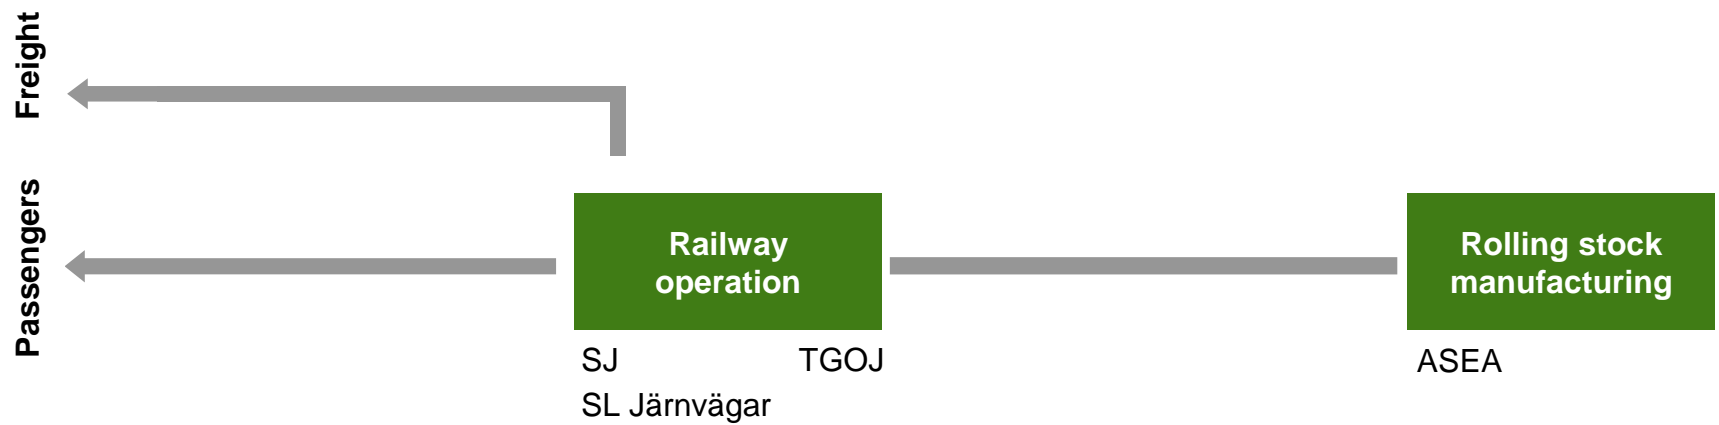 Freight
Passengers
Railway
operation
Rolling stock
manufacturing
SJ
TGOJ
SL Järnvägar
ASEA